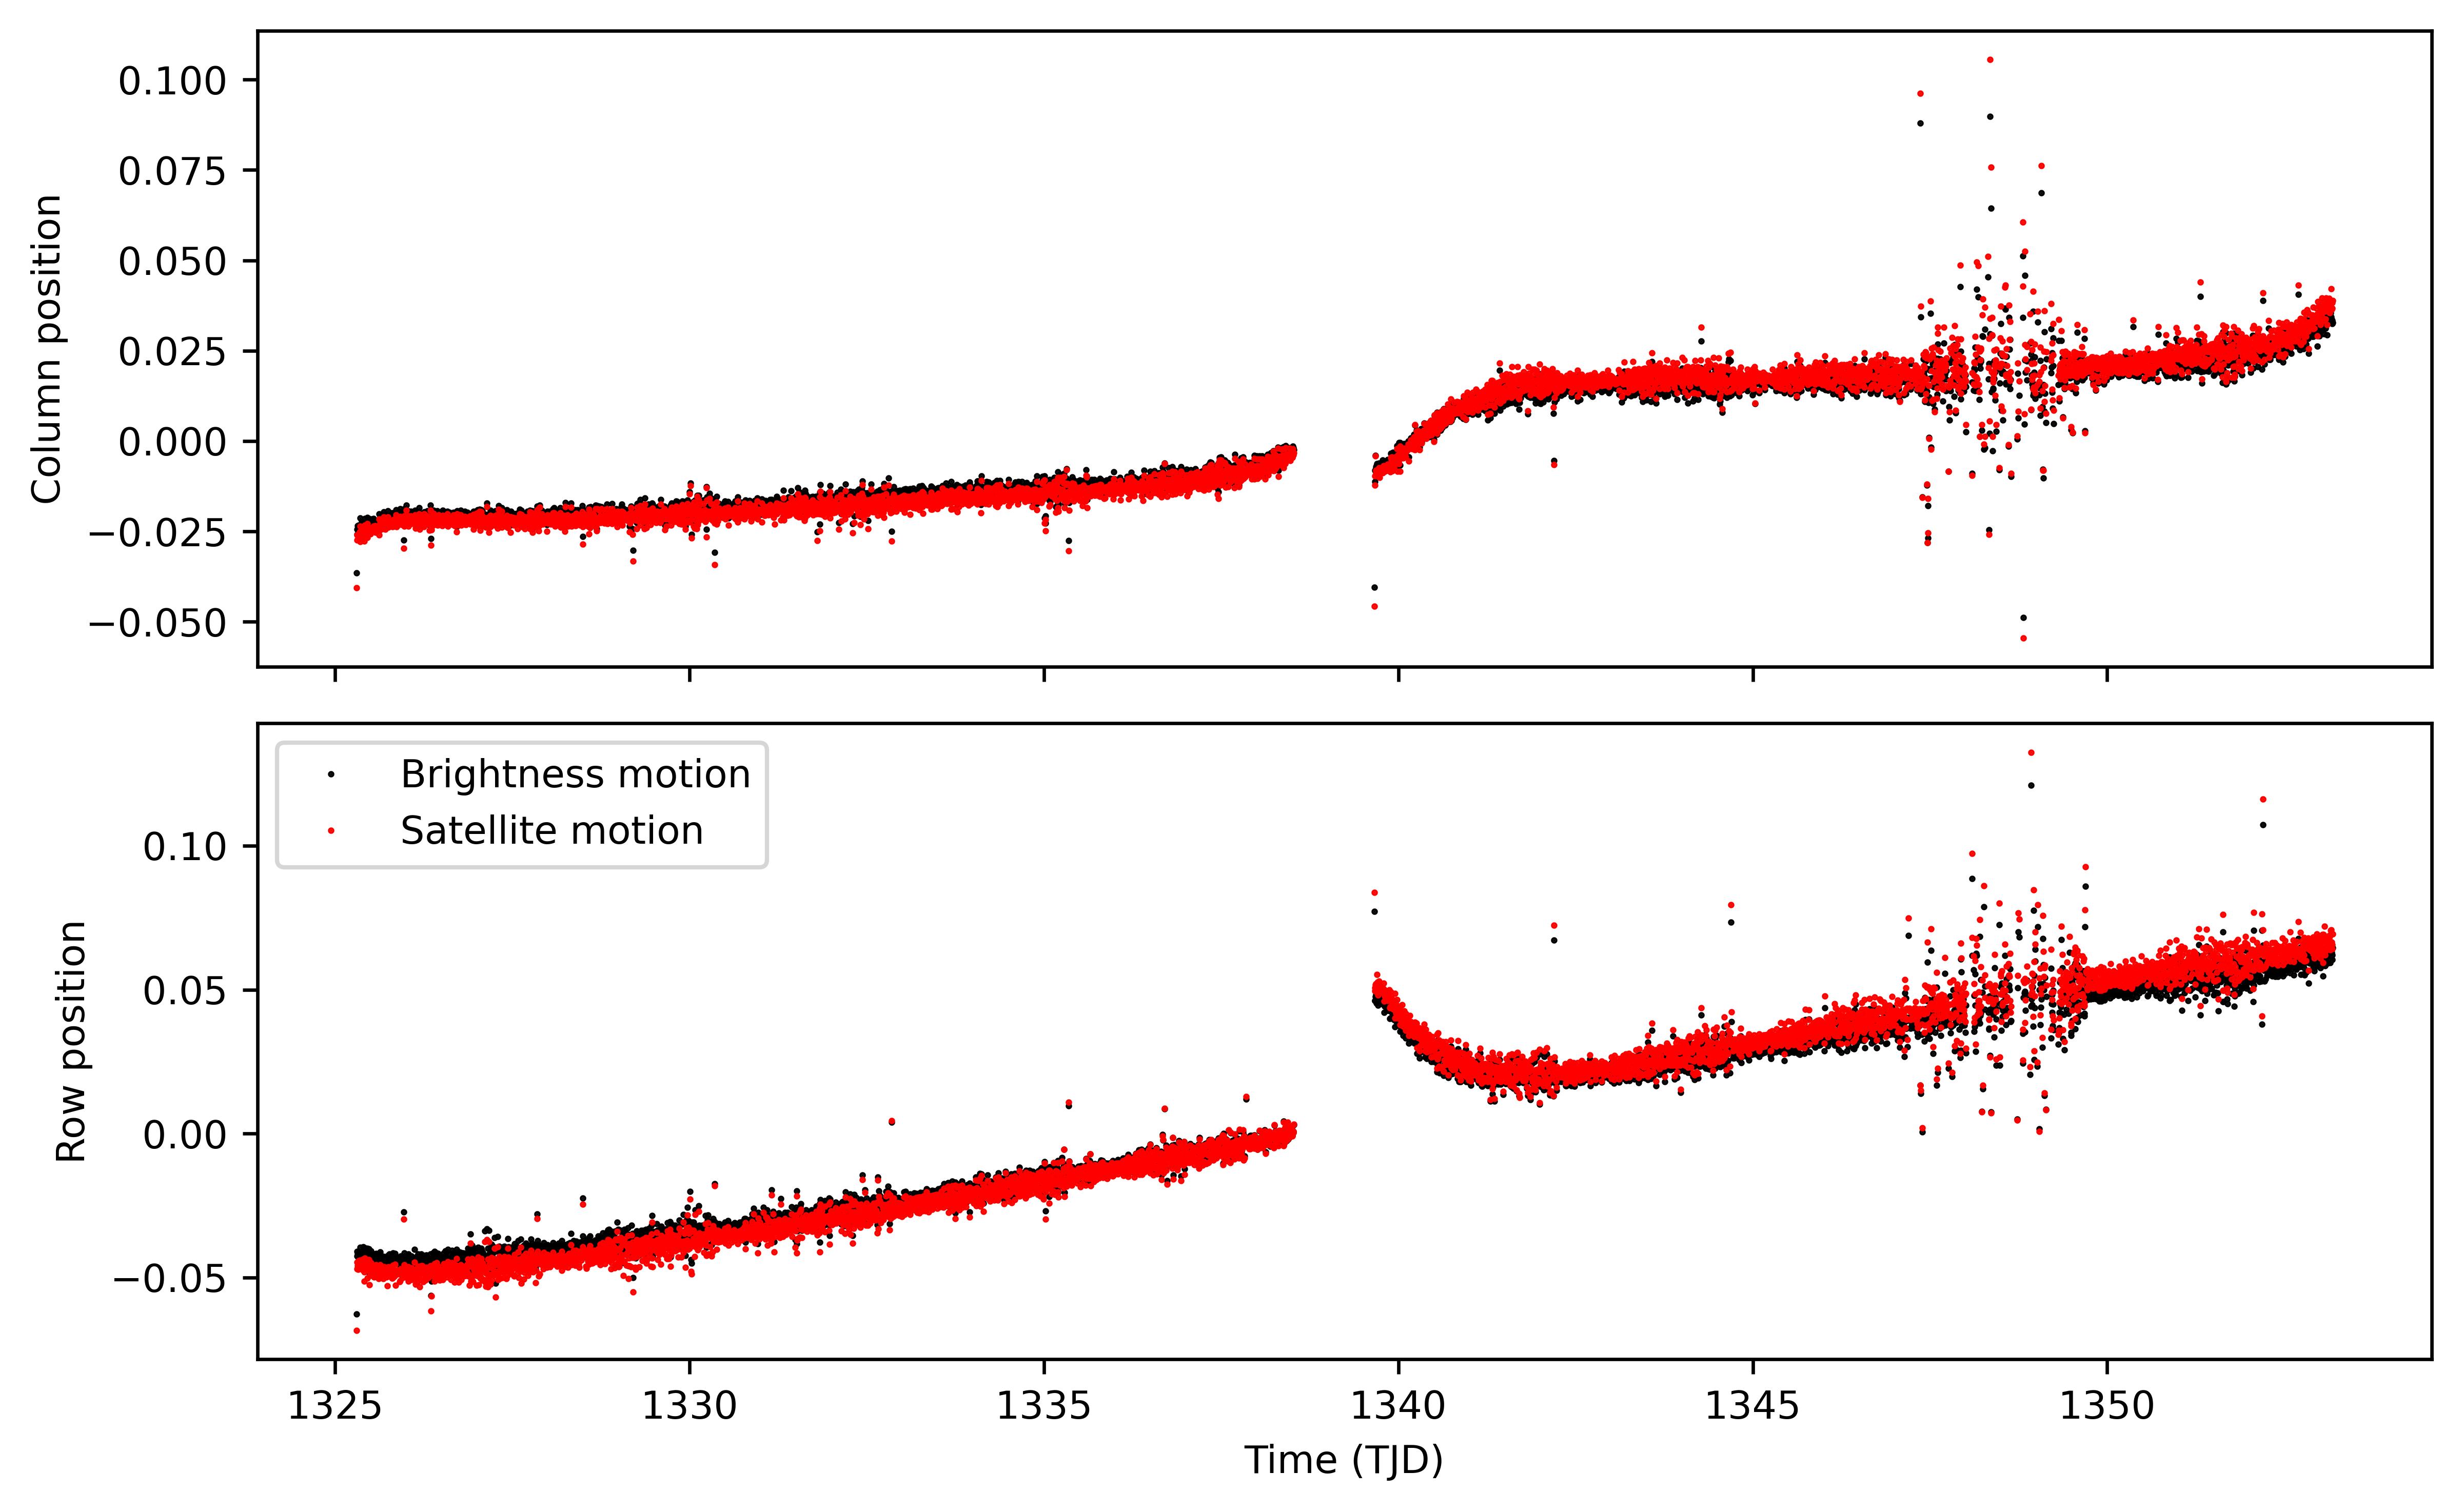 0.100
0.075
0.050
0.025
0.000
−0.025
−0.050
Column position
Brightness motion
Satellite motion
0.10
0.05
0.00
−0.05
Row position
1325 1330 1335 1340 1345 1350
Time (TJD)